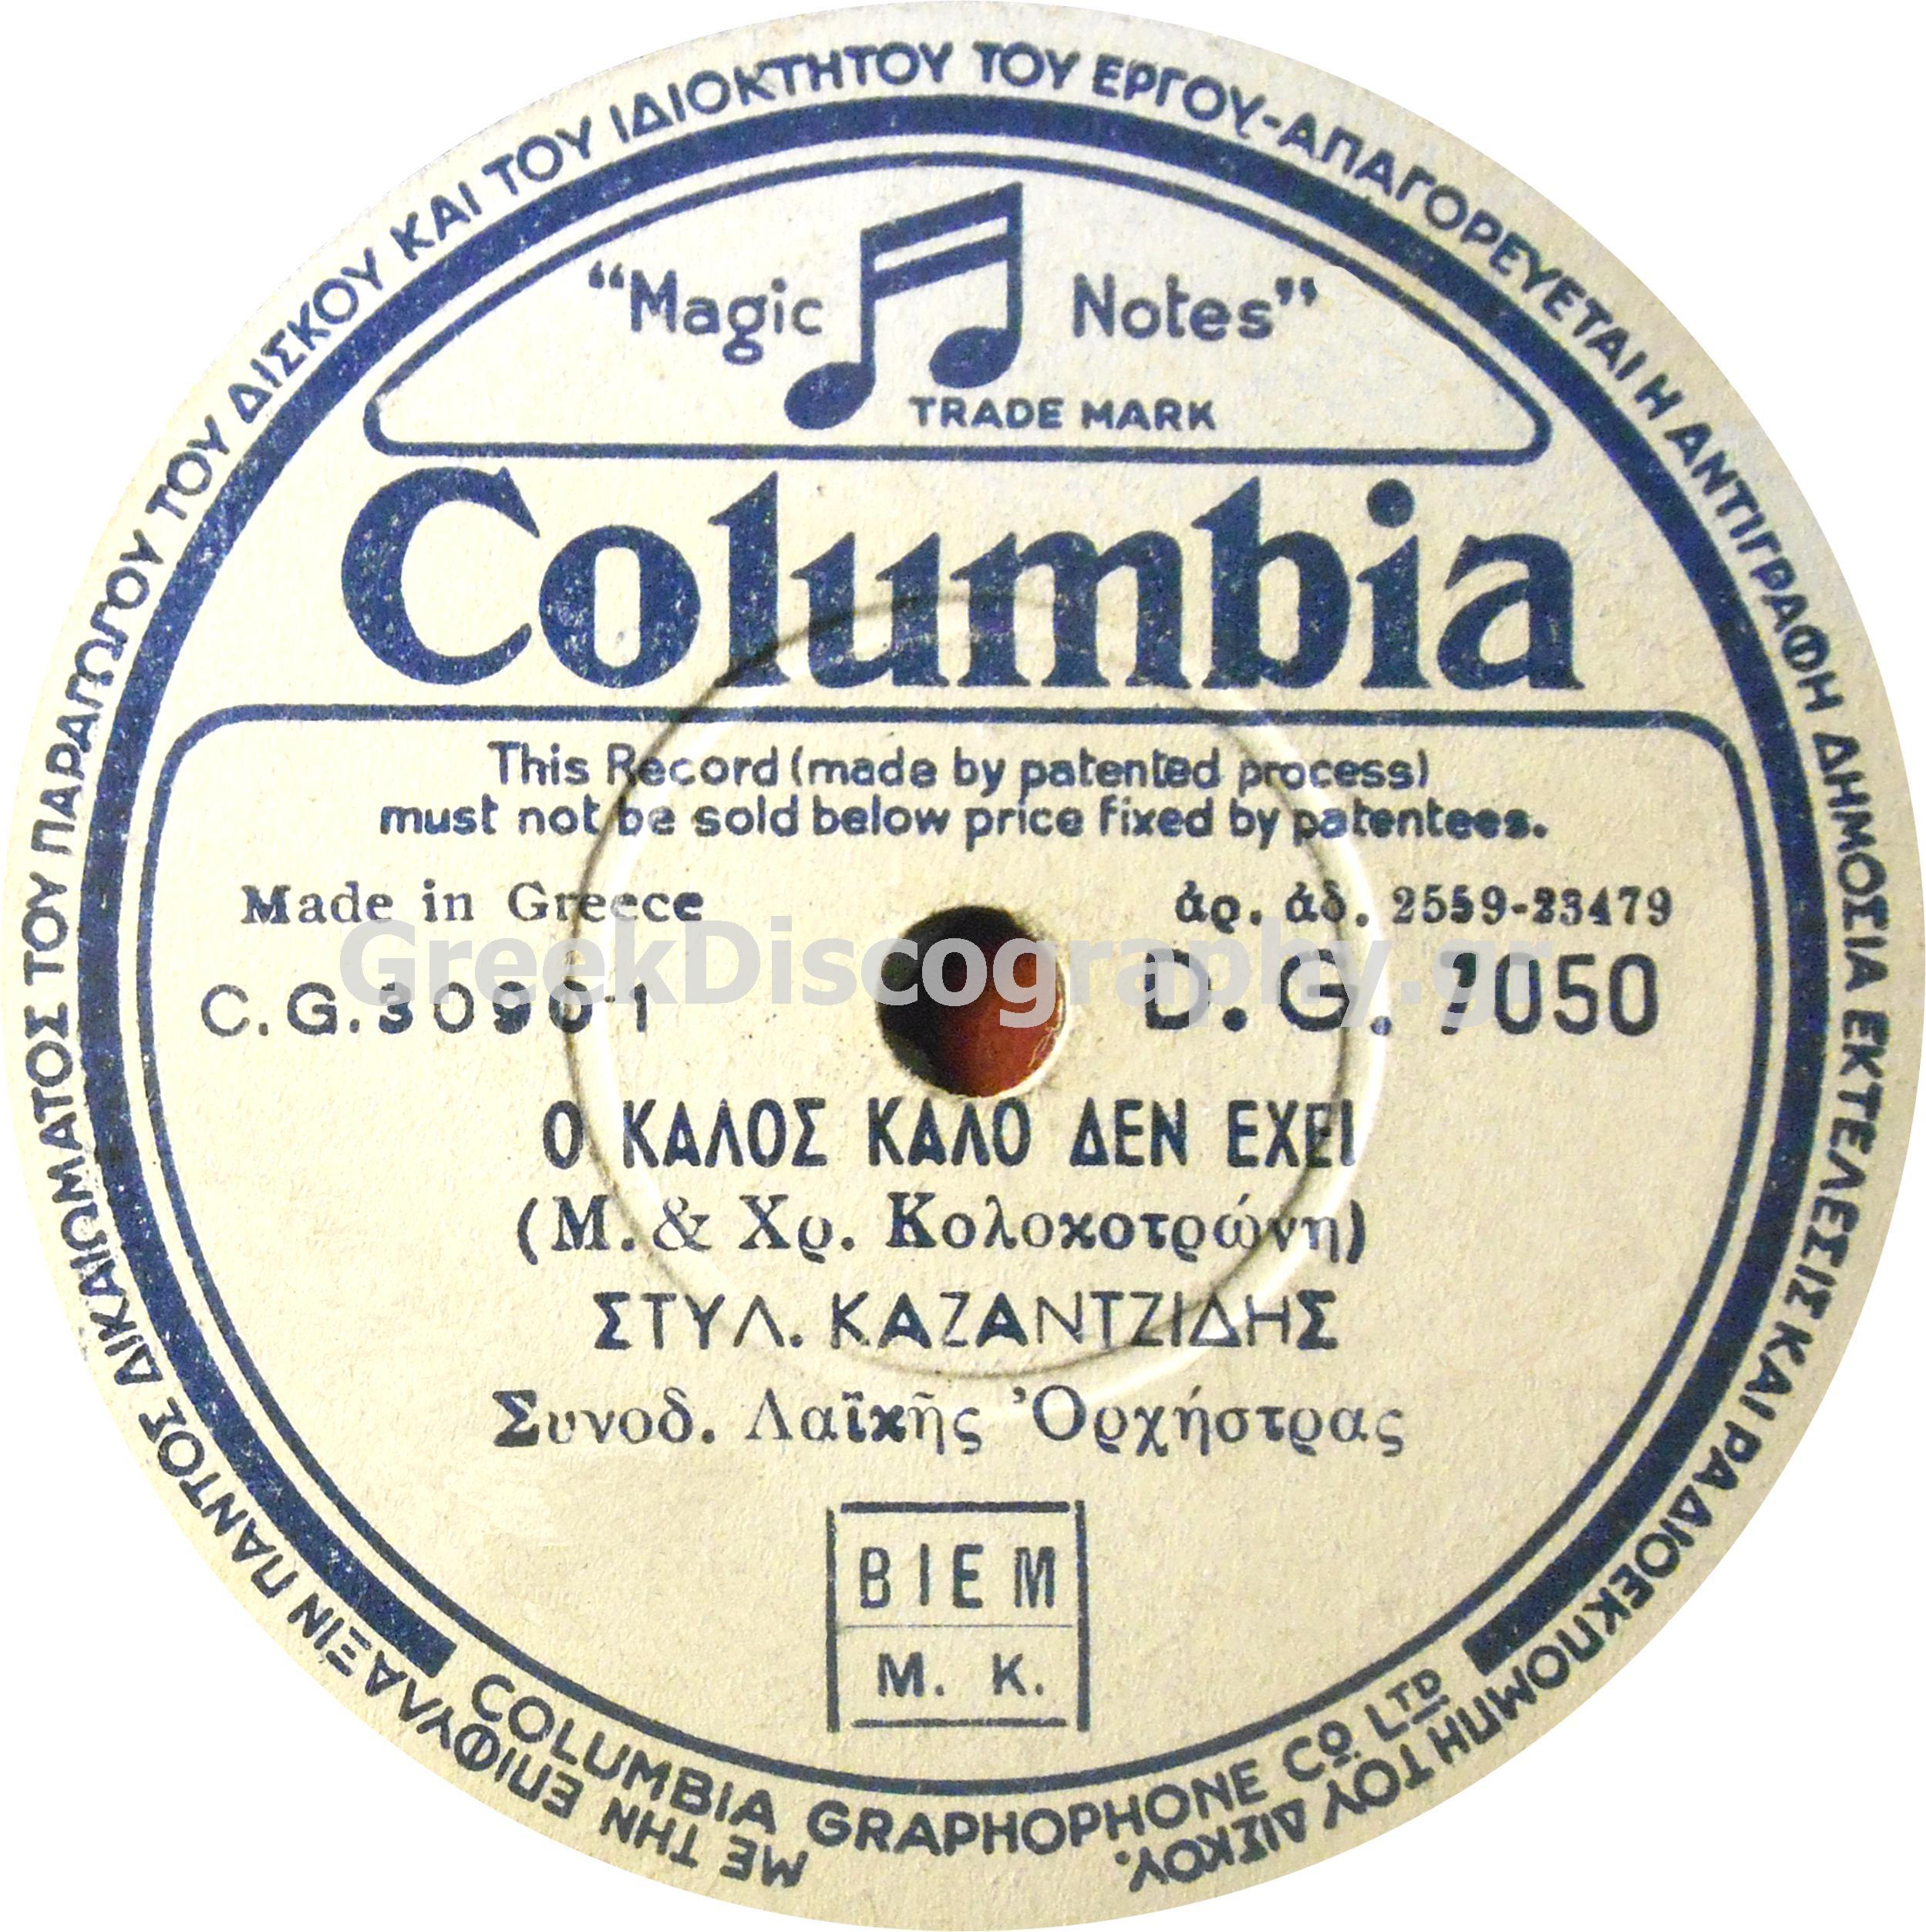 ΜΕ ΤΗΝ ΕΠΙΦΥΛΑΞΙΝ ΠΑΝΤΟΣ ΔΙΚΑΙΩΜΑΤΟΣ ΤΟΥ ΠΑΡΑΓΩΓΟΥ ΤΟΥ ΔΙΣΚΟΥ ΚΑΙ ΤΟΥ ΙΔΙΟΚΤΗΤΟΥ ΤΟΥ ΕΡΓΟΥ-ΑΠΑΓΟΡΕΥΕΤΑΙ Η ΑΝΤΙΓΡΑΦΗ ΔΗΜΟΣΙΑ ΕΚΤΕΛΕΣΙΣ ΚΑΙ ΡΑΔΙΟΕΚΠΟΜΠΗ ΤΟΥ ΔΙΣΚΟΥ.
“Magic Notes”
TRADE MARK
Columbia
This Record (made by patented process)
must not be sold below price fixed by patentees.
Made in Greece ἀρ. ἀδ. 2559-23479
GreekDiscography.gr
C.G. D. G.
Ο ΚΑΛΟΣ ΚΑΛΟ ΔΕΝ ΕΧΕΙ
(Μ. & Χρ. Κολοκοτρώνη)
ΣΤΥΛ. ΚΑΖΑΝΤΖΙΔΗΣ
Συνοδ. Λαϊκῆς Ὀρχήστρας
BIEM
M. K.
COLUMBIA GRAPHOPHONE CO. LTD